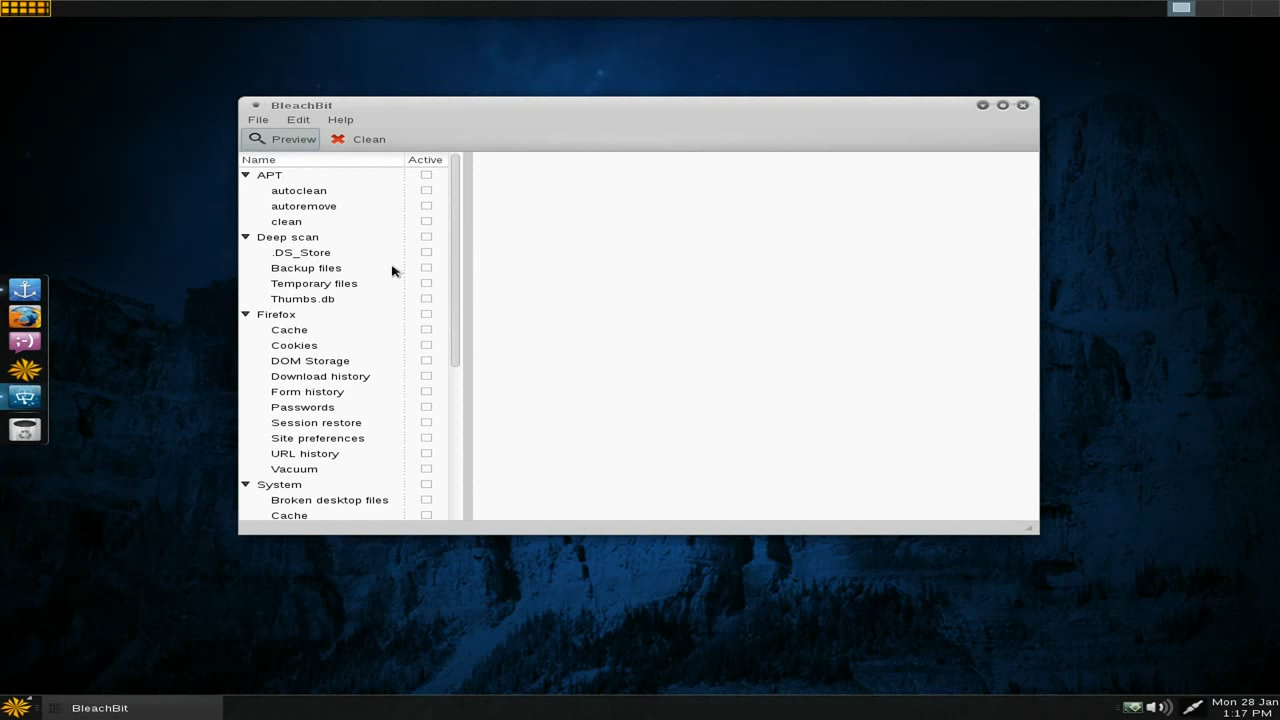 BleachBit
File Edit Help
Preview Clean
Name Active
APT
autoclean
autoremove
clean
Deep scan
.DS_Store
Backup files
Temporary files
Thumbs.db
Firefox
Cache
Cookies
DOM Storage
Download history
Form history
Passwords
Session restore
Site preferences
URL history
Vacuum
System
Broken desktop files
Cache
;-)
BleachBit
Mon 28 Jan
1:17 PM